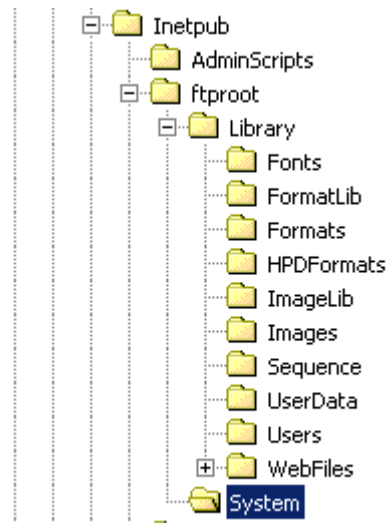 Inetpub
AdminScripts
ftproot
Library
Fonts
FormatLib
Formats
HPDFormats
ImageLib
Images
Sequence
UserData
Users
WebFiles
System